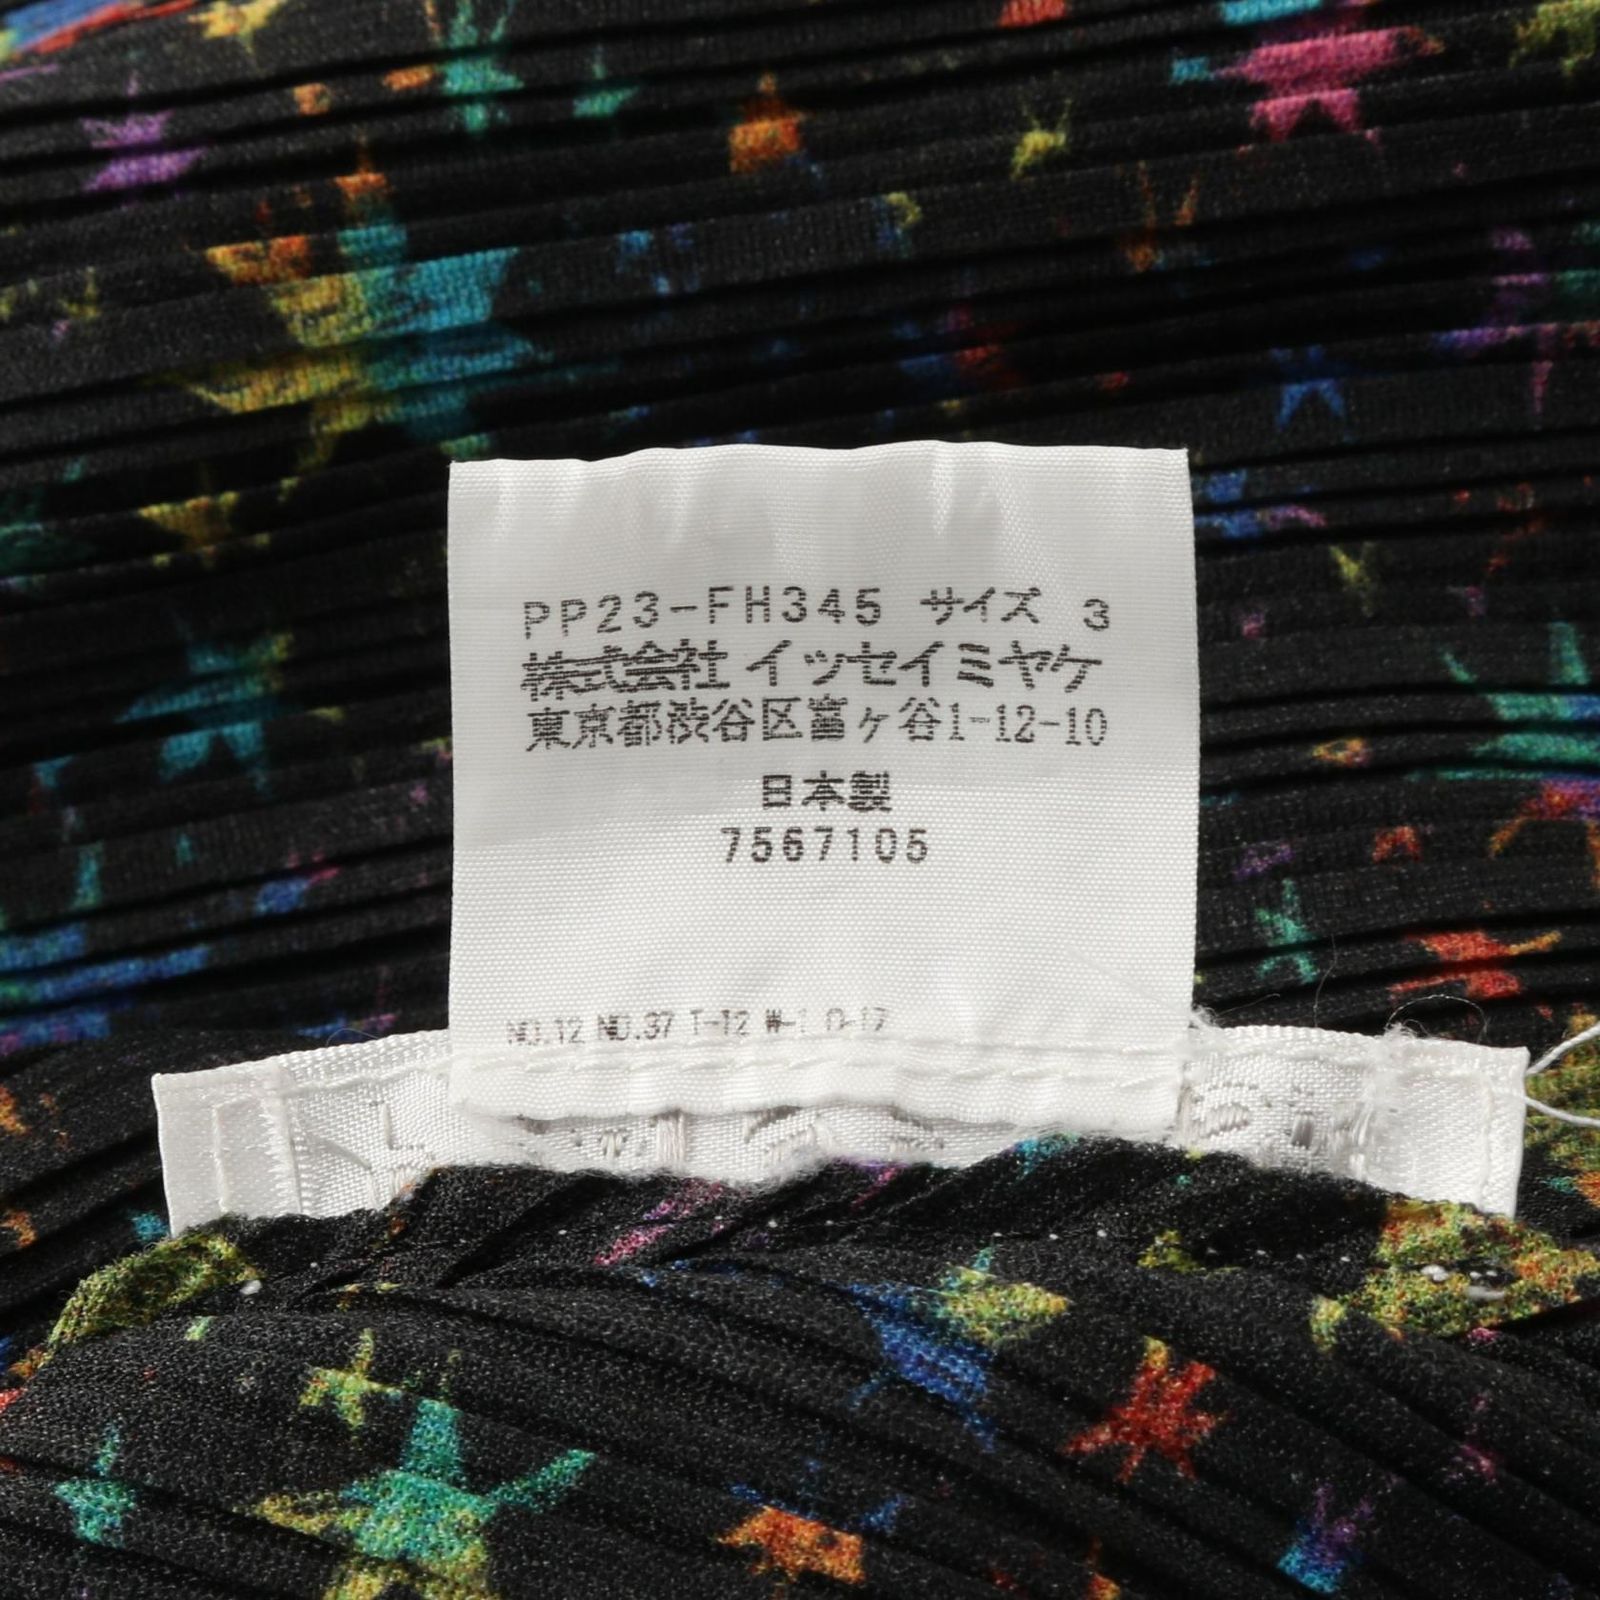 PP23-FH345 サイズ 3
株式会社 イッセイミヤケ
東京都渋谷区富ヶ谷1-12-10
日本製
7567105
NO.12 NO.37 T-12 W-1 0-17